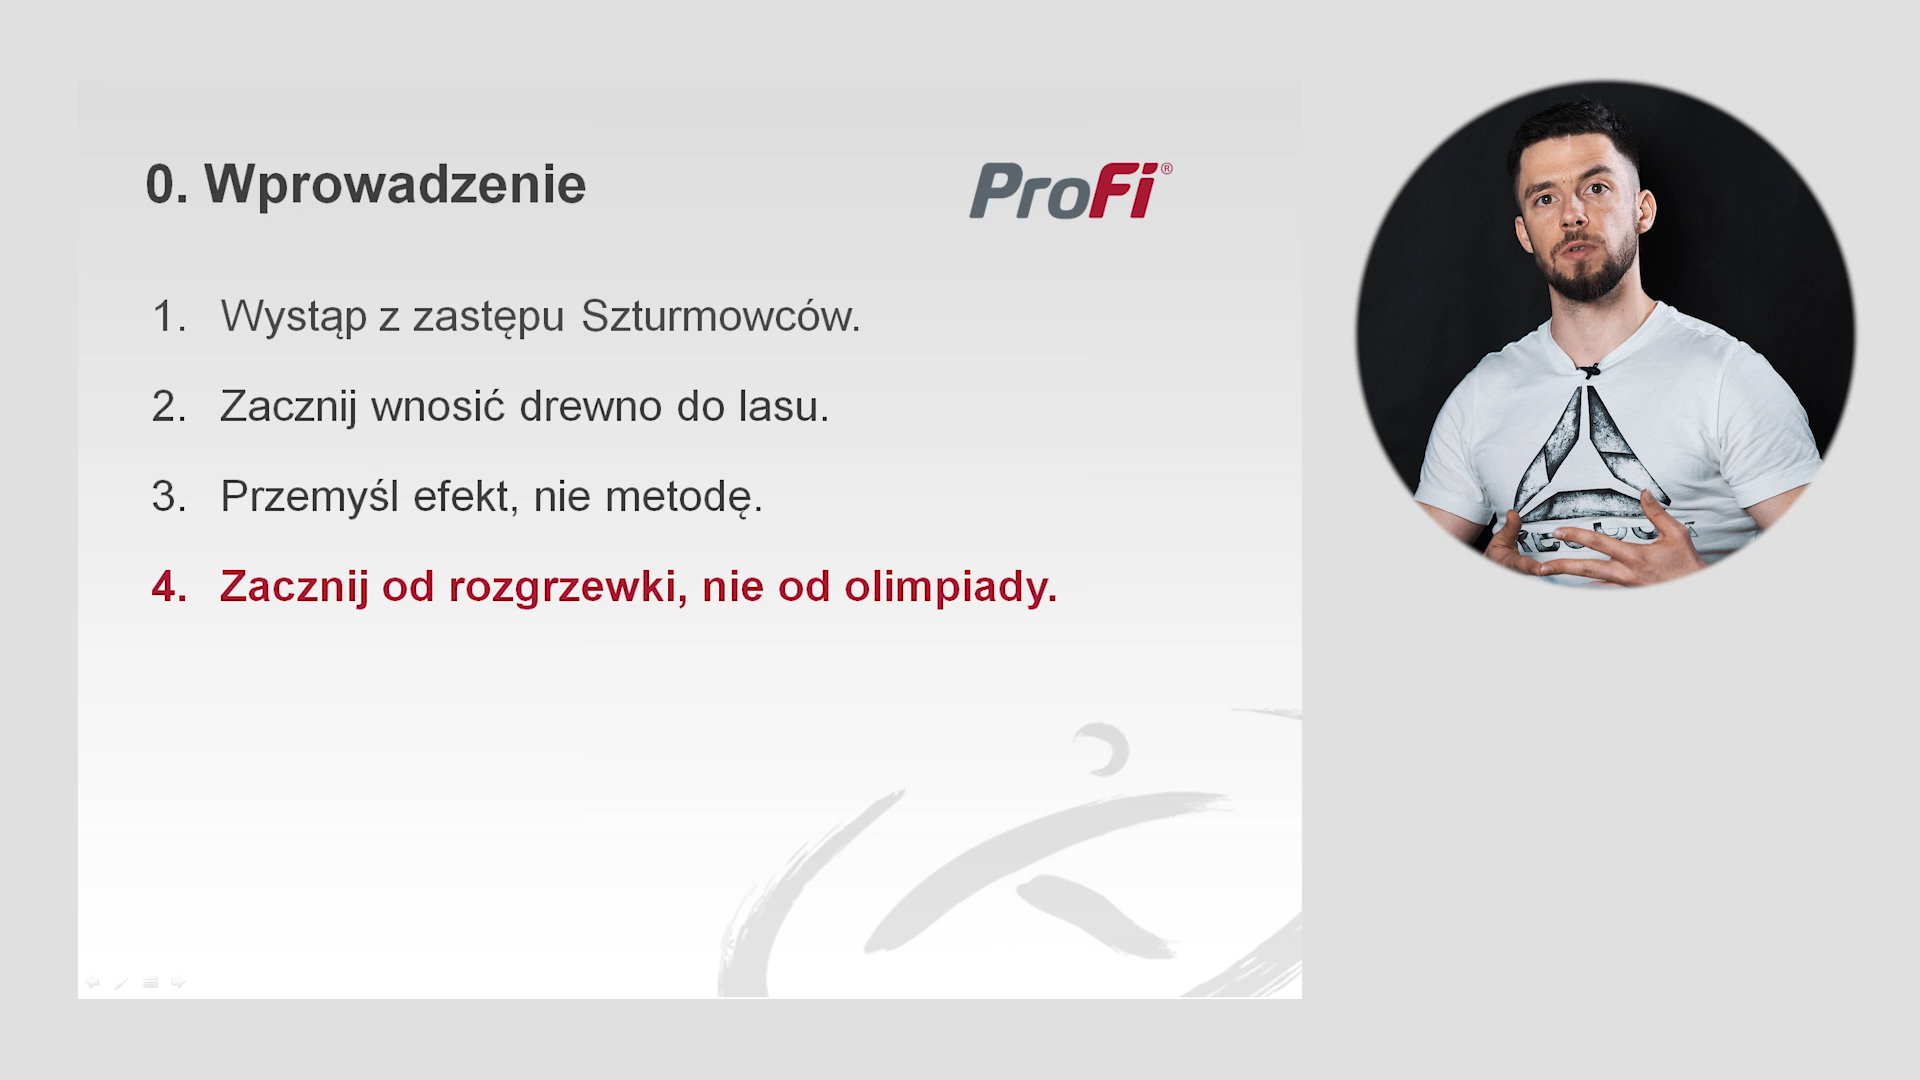 0. Wprowadzenie
ProFi®
1. Wystąp z zastępu Szturmowców.
2. Zacznij wnosić drewno do lasu.
3. Przemyśl efekt, nie metodę.
4. Zacznij od rozgrzewki, nie od olimpiady.